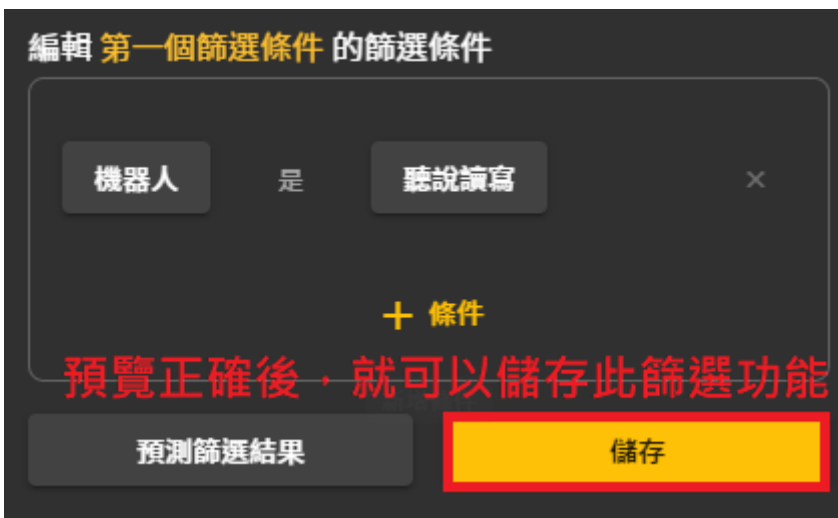 編輯 第一個篩選條件 的篩選條件
機器人 是 聽說讀寫 ×
+ 條件
預覽正確後，就可以儲存此篩選功能
預測篩選結果 儲存